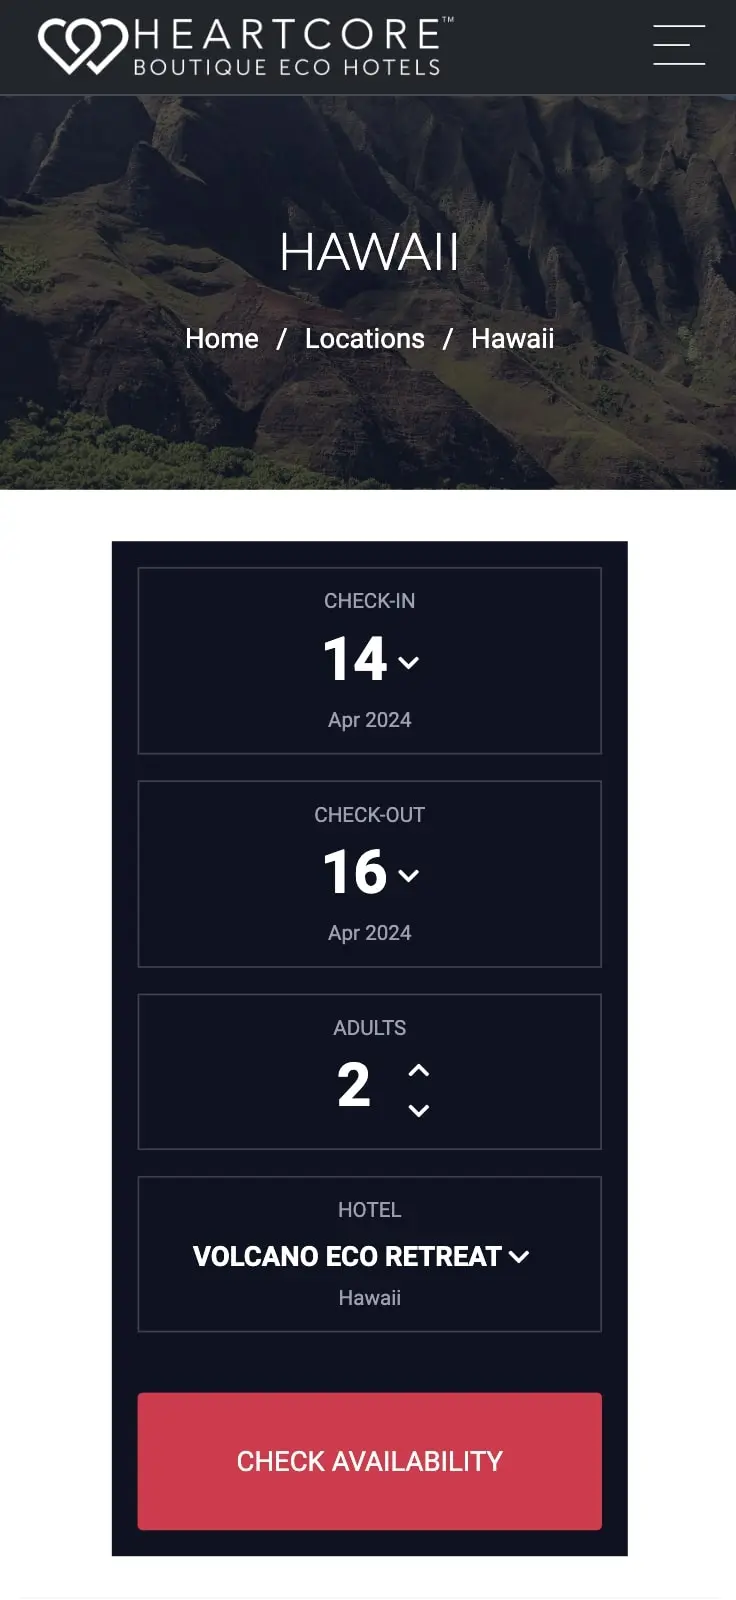 HEARTCORE™
BOUTIQUE ECO HOTELS
HAWAII
Home / Locations / Hawaii
CHECK-IN
14
Apr 2024
CHECK-OUT
16
Apr 2024
ADULTS
2
HOTEL
VOLCANO ECO RETREAT
Hawaii
CHECK AVAILABILITY